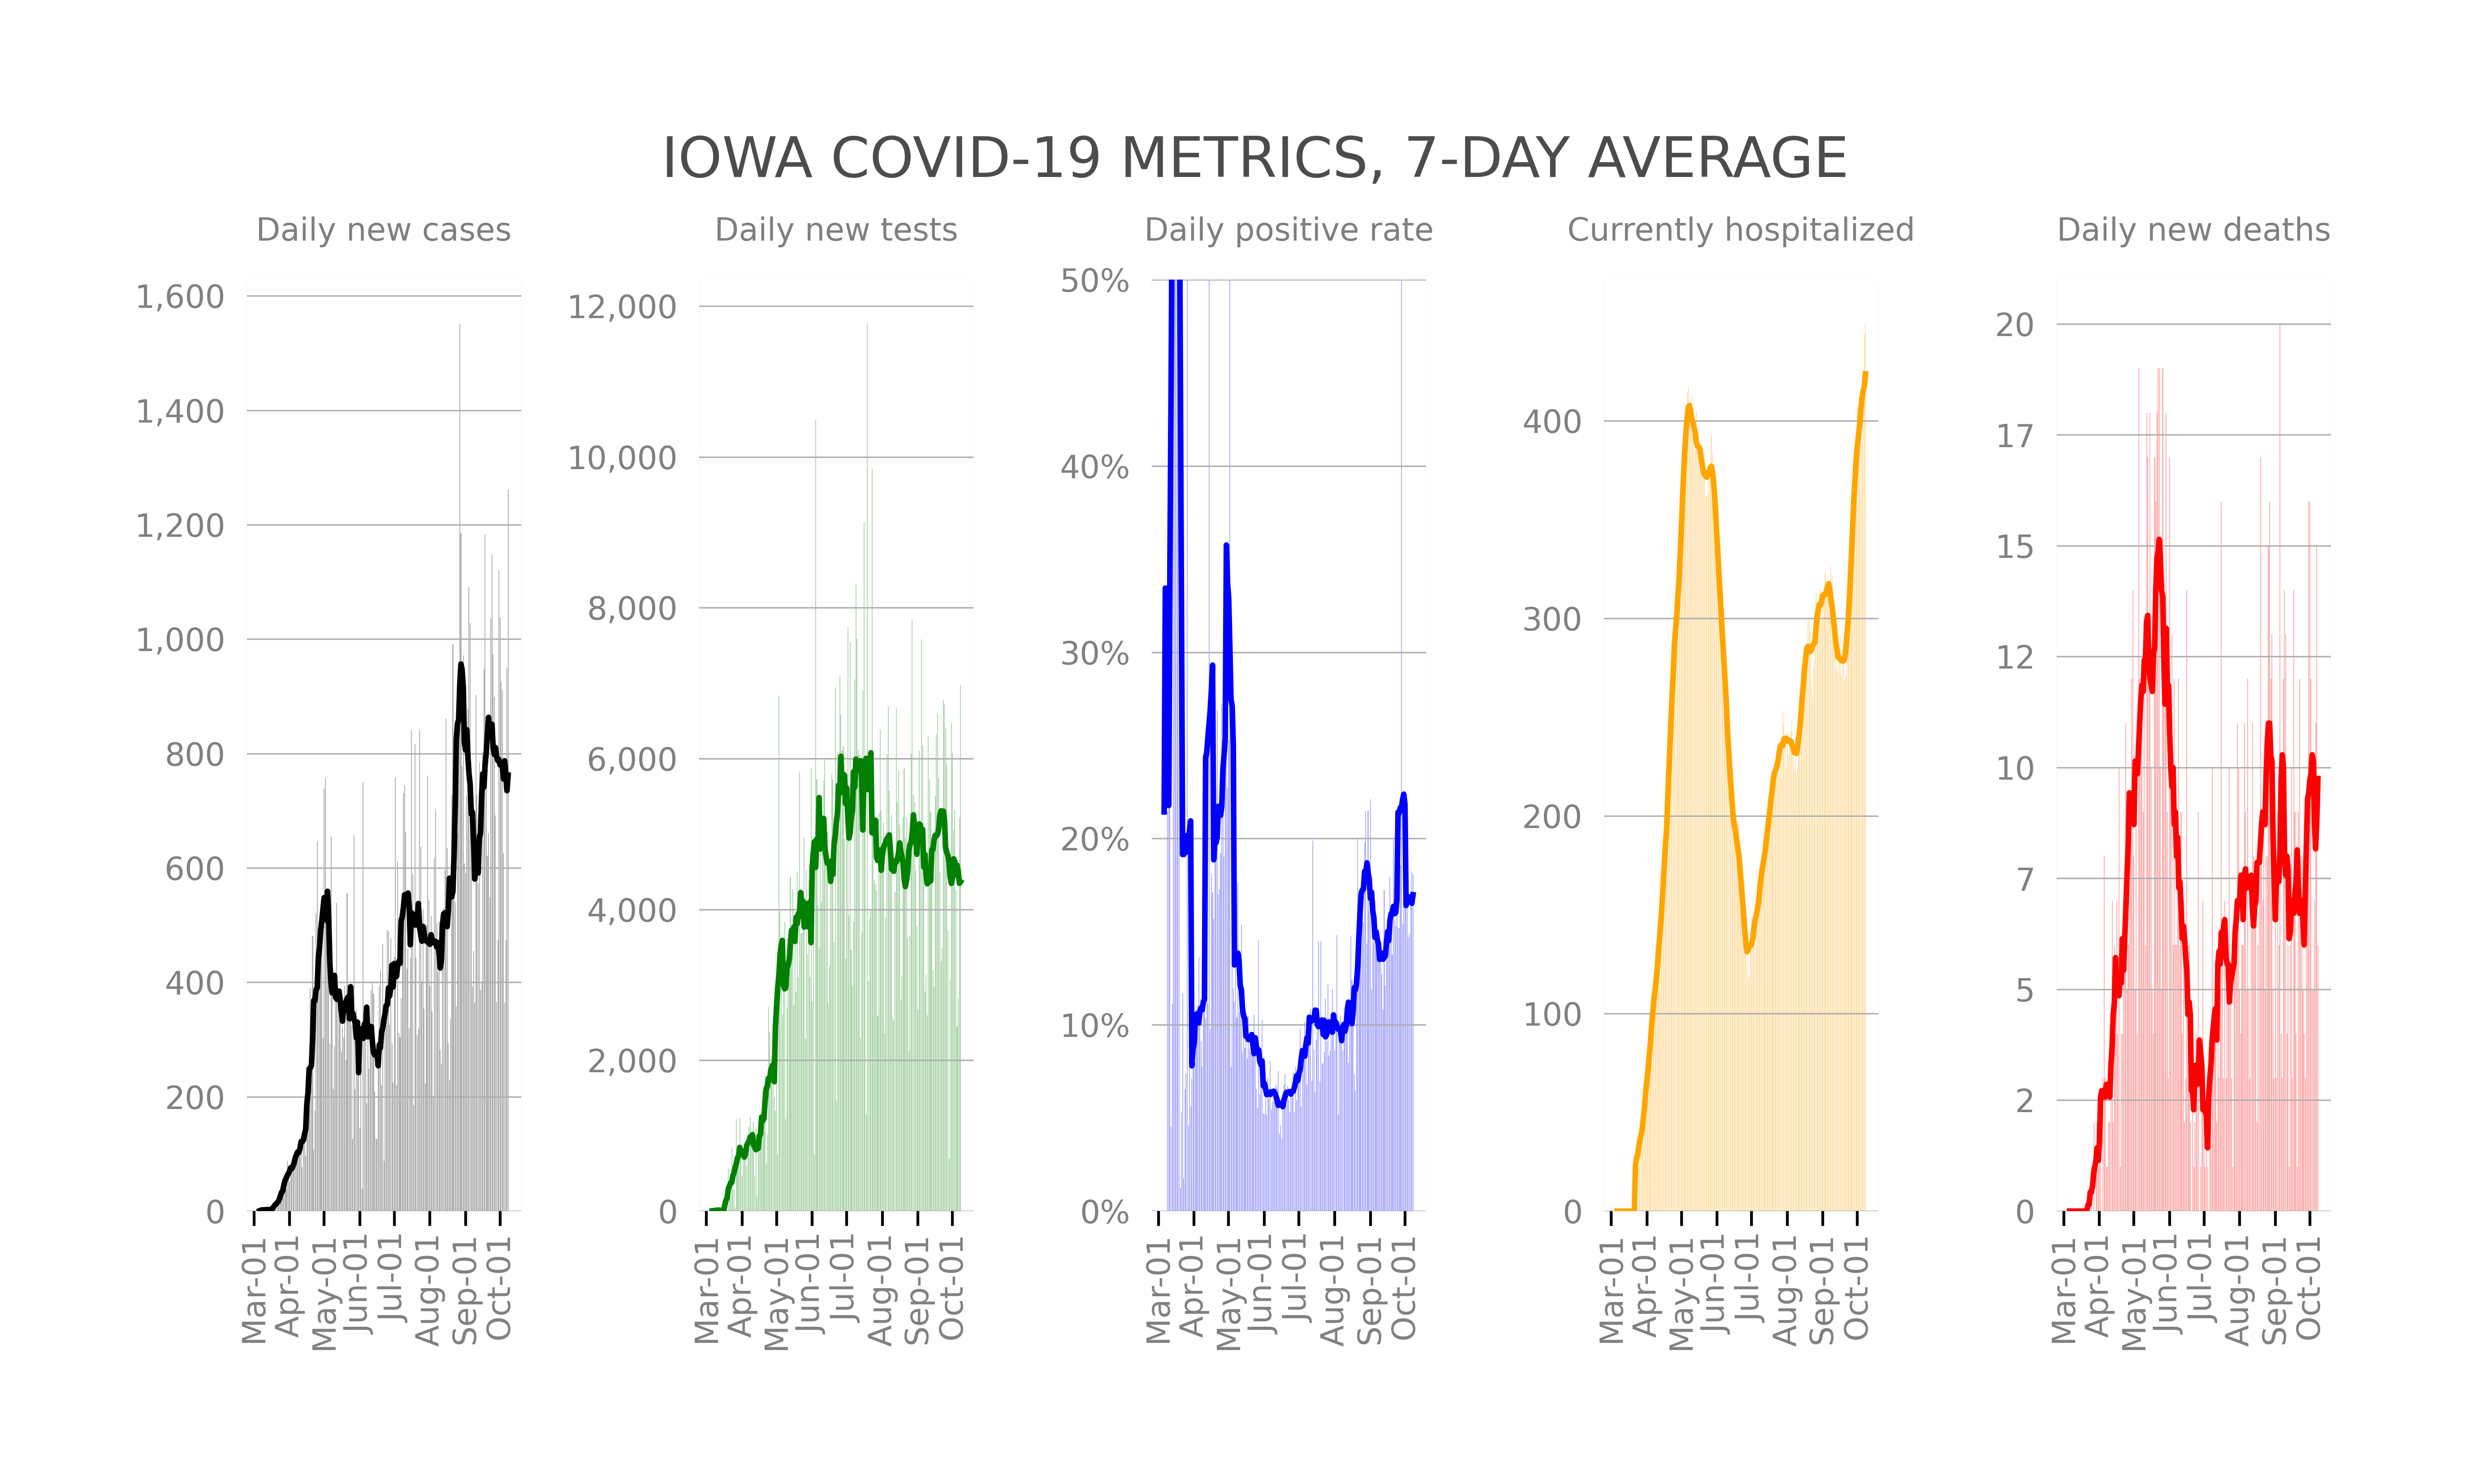 IOWA COVID-19 METRICS, 7-DAY AVERAGE
Daily new cases
1,600
1,400
1,200
1,000
800
600
400
200
0
Mar-01
Apr-01
May-01
Jun-01
Jul-01
Aug-01
Sep-01
Oct-01
Daily new tests
12,000
10,000
8,000
6,000
4,000
2,000
0
Mar-01
Apr-01
May-01
Jun-01
Jul-01
Aug-01
Sep-01
Oct-01
Daily positive rate
50%
40%
30%
20%
10%
0%
Mar-01
Apr-01
May-01
Jun-01
Jul-01
Aug-01
Sep-01
Oct-01
Currently hospitalized
400
300
200
100
0
Mar-01
Apr-01
May-01
Jun-01
Jul-01
Aug-01
Sep-01
Oct-01
Daily new deaths
20
17
15
12
10
7
5
2
0
Mar-01
Apr-01
May-01
Jun-01
Jul-01
Aug-01
Sep-01
Oct-01